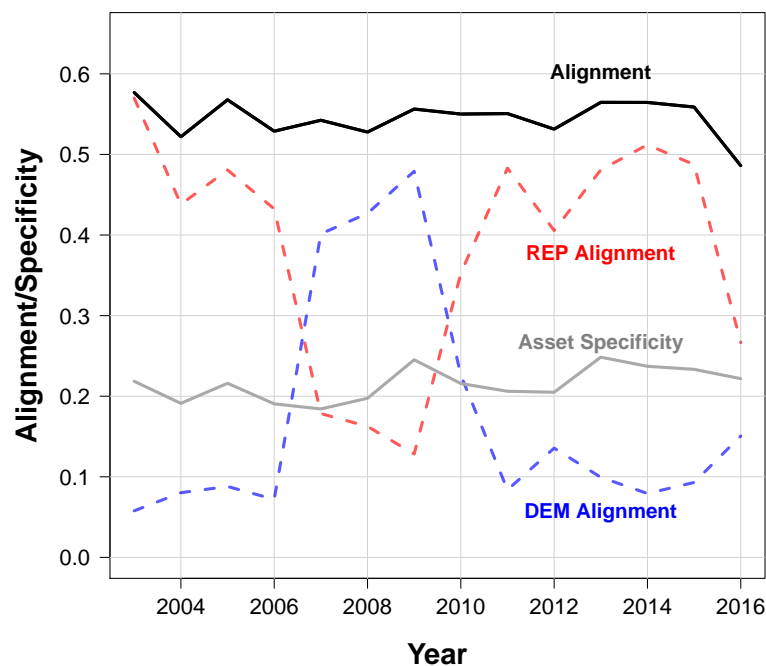 Alignment/Specificity
0.6
0.5
0.4
0.3
0.2
0.1
0.0
Alignment
REP Alignment
Asset Specificity
DEM Alignment
2004 2006 2008 2010 2012 2014 2016
Year